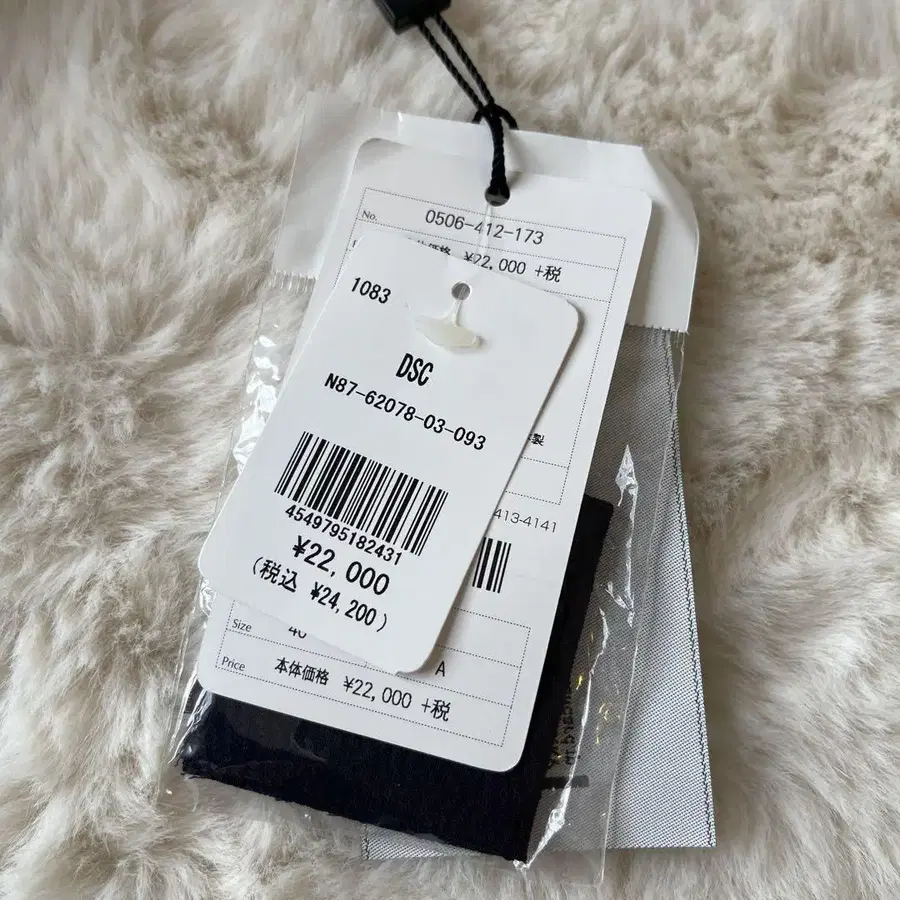 No. 0506-412-173
¥22,000 +税
1083
DSC
N87-62078-03-093
製
4549795182431
413-4141
¥22,000
(税込 ¥24,200)
Size 40
A
Price 本体価格 ¥22,000 +税